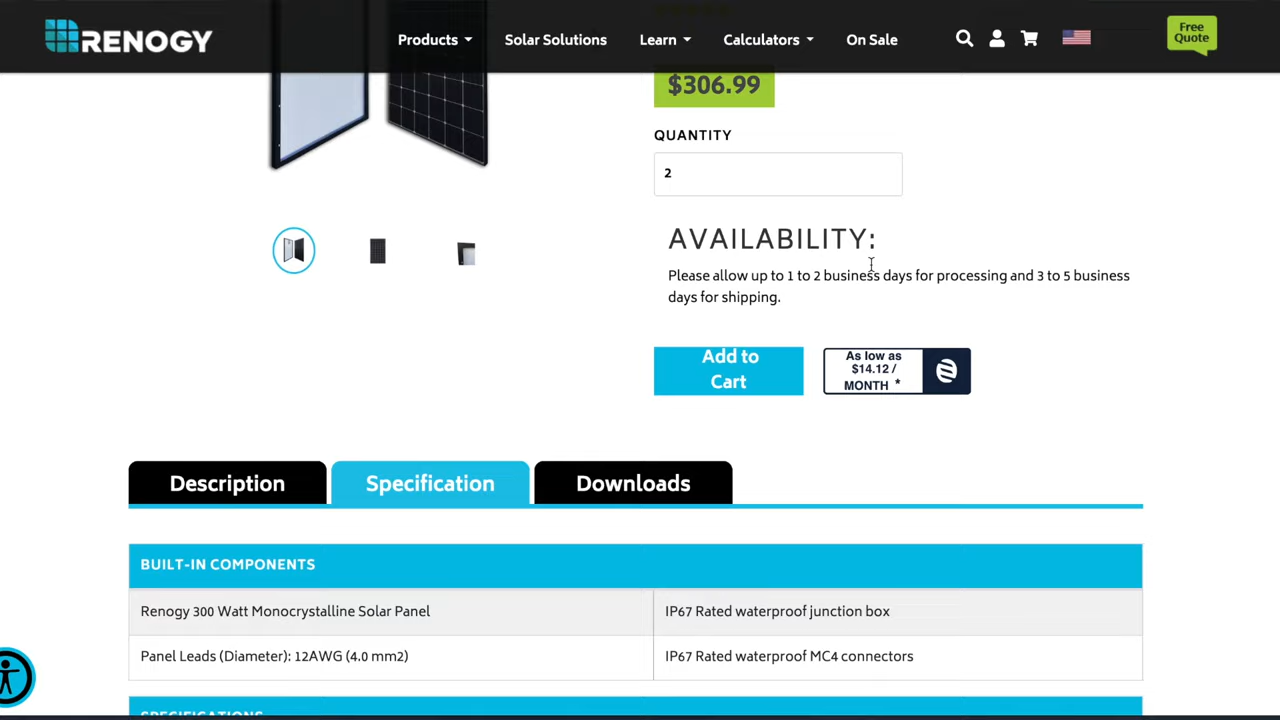 RENOGY
Products
Solar Solutions
Learn
Calculators
On Sale
Free
Quote
$306.99
QUANTITY
2
AVAILABILITY:
Please allow up to 1 to 2 business days for processing and 3 to 5 business
days for shipping.
Add to
Cart
As low as
$14.12 /
MONTH *
Description
Specification
Downloads
BUILT-IN COMPONENTS
Renogy 300 Watt Monocrystalline Solar Panel
IP67 Rated waterproof junction box
Panel Leads (Diameter): 12AWG (4.0 mm2)
IP67 Rated waterproof MC4 connectors
SPECIFICATIONS